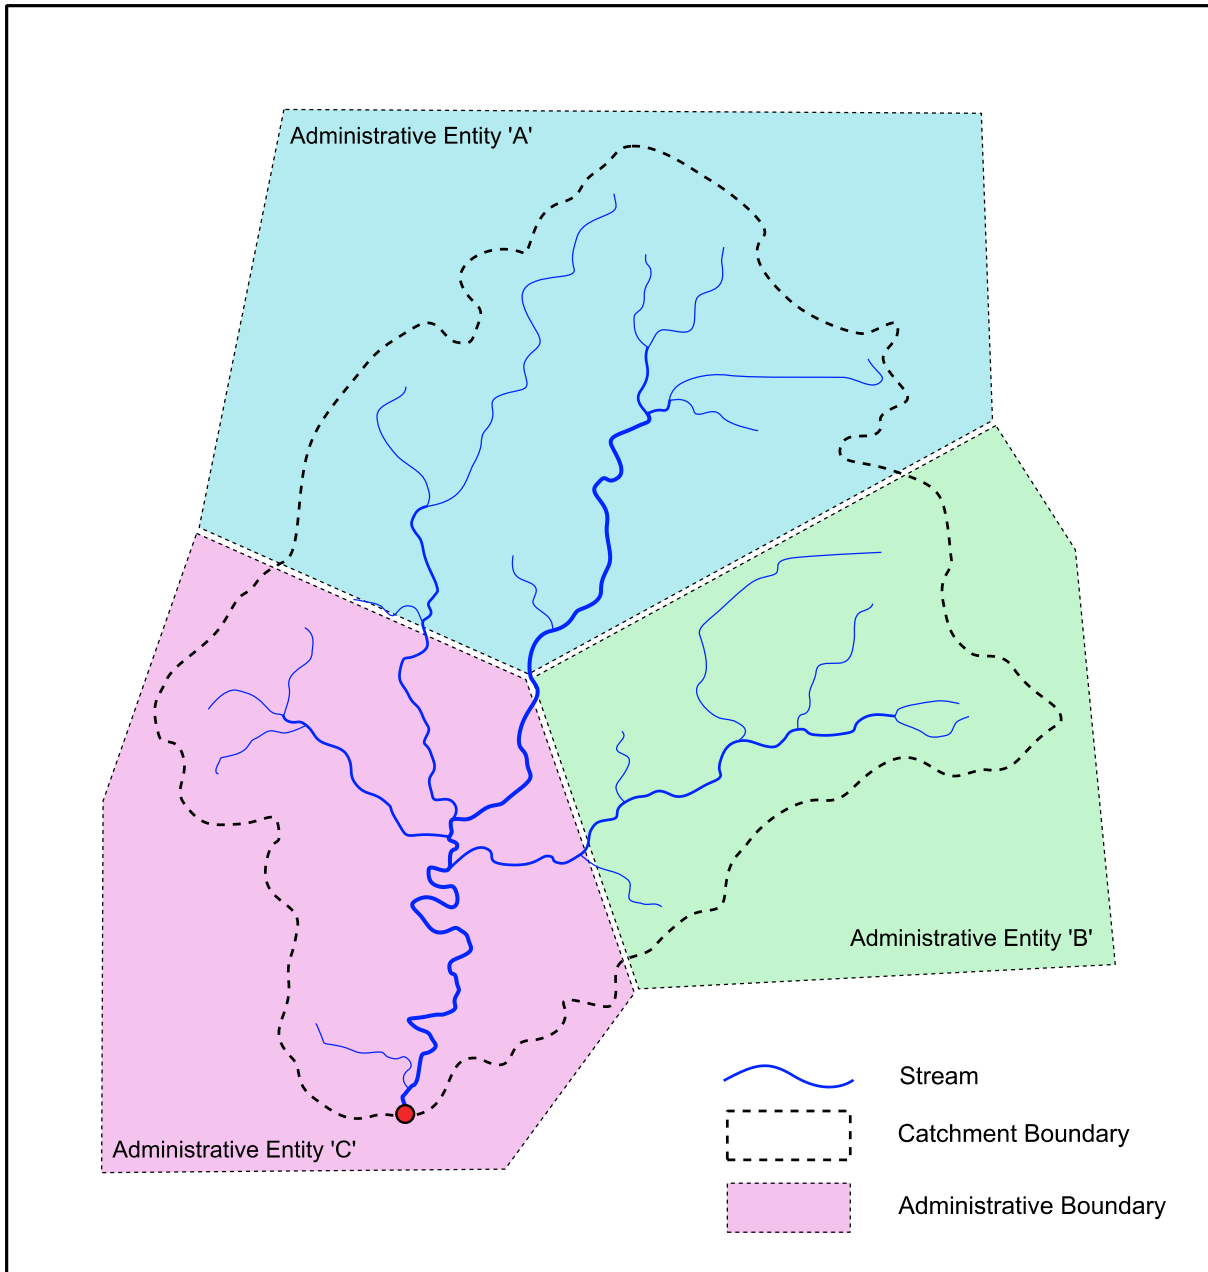 Administrative Entity 'A'
Administrative Entity 'B'
Administrative Entity 'C'
Stream
Catchment Boundary
Administrative Boundary